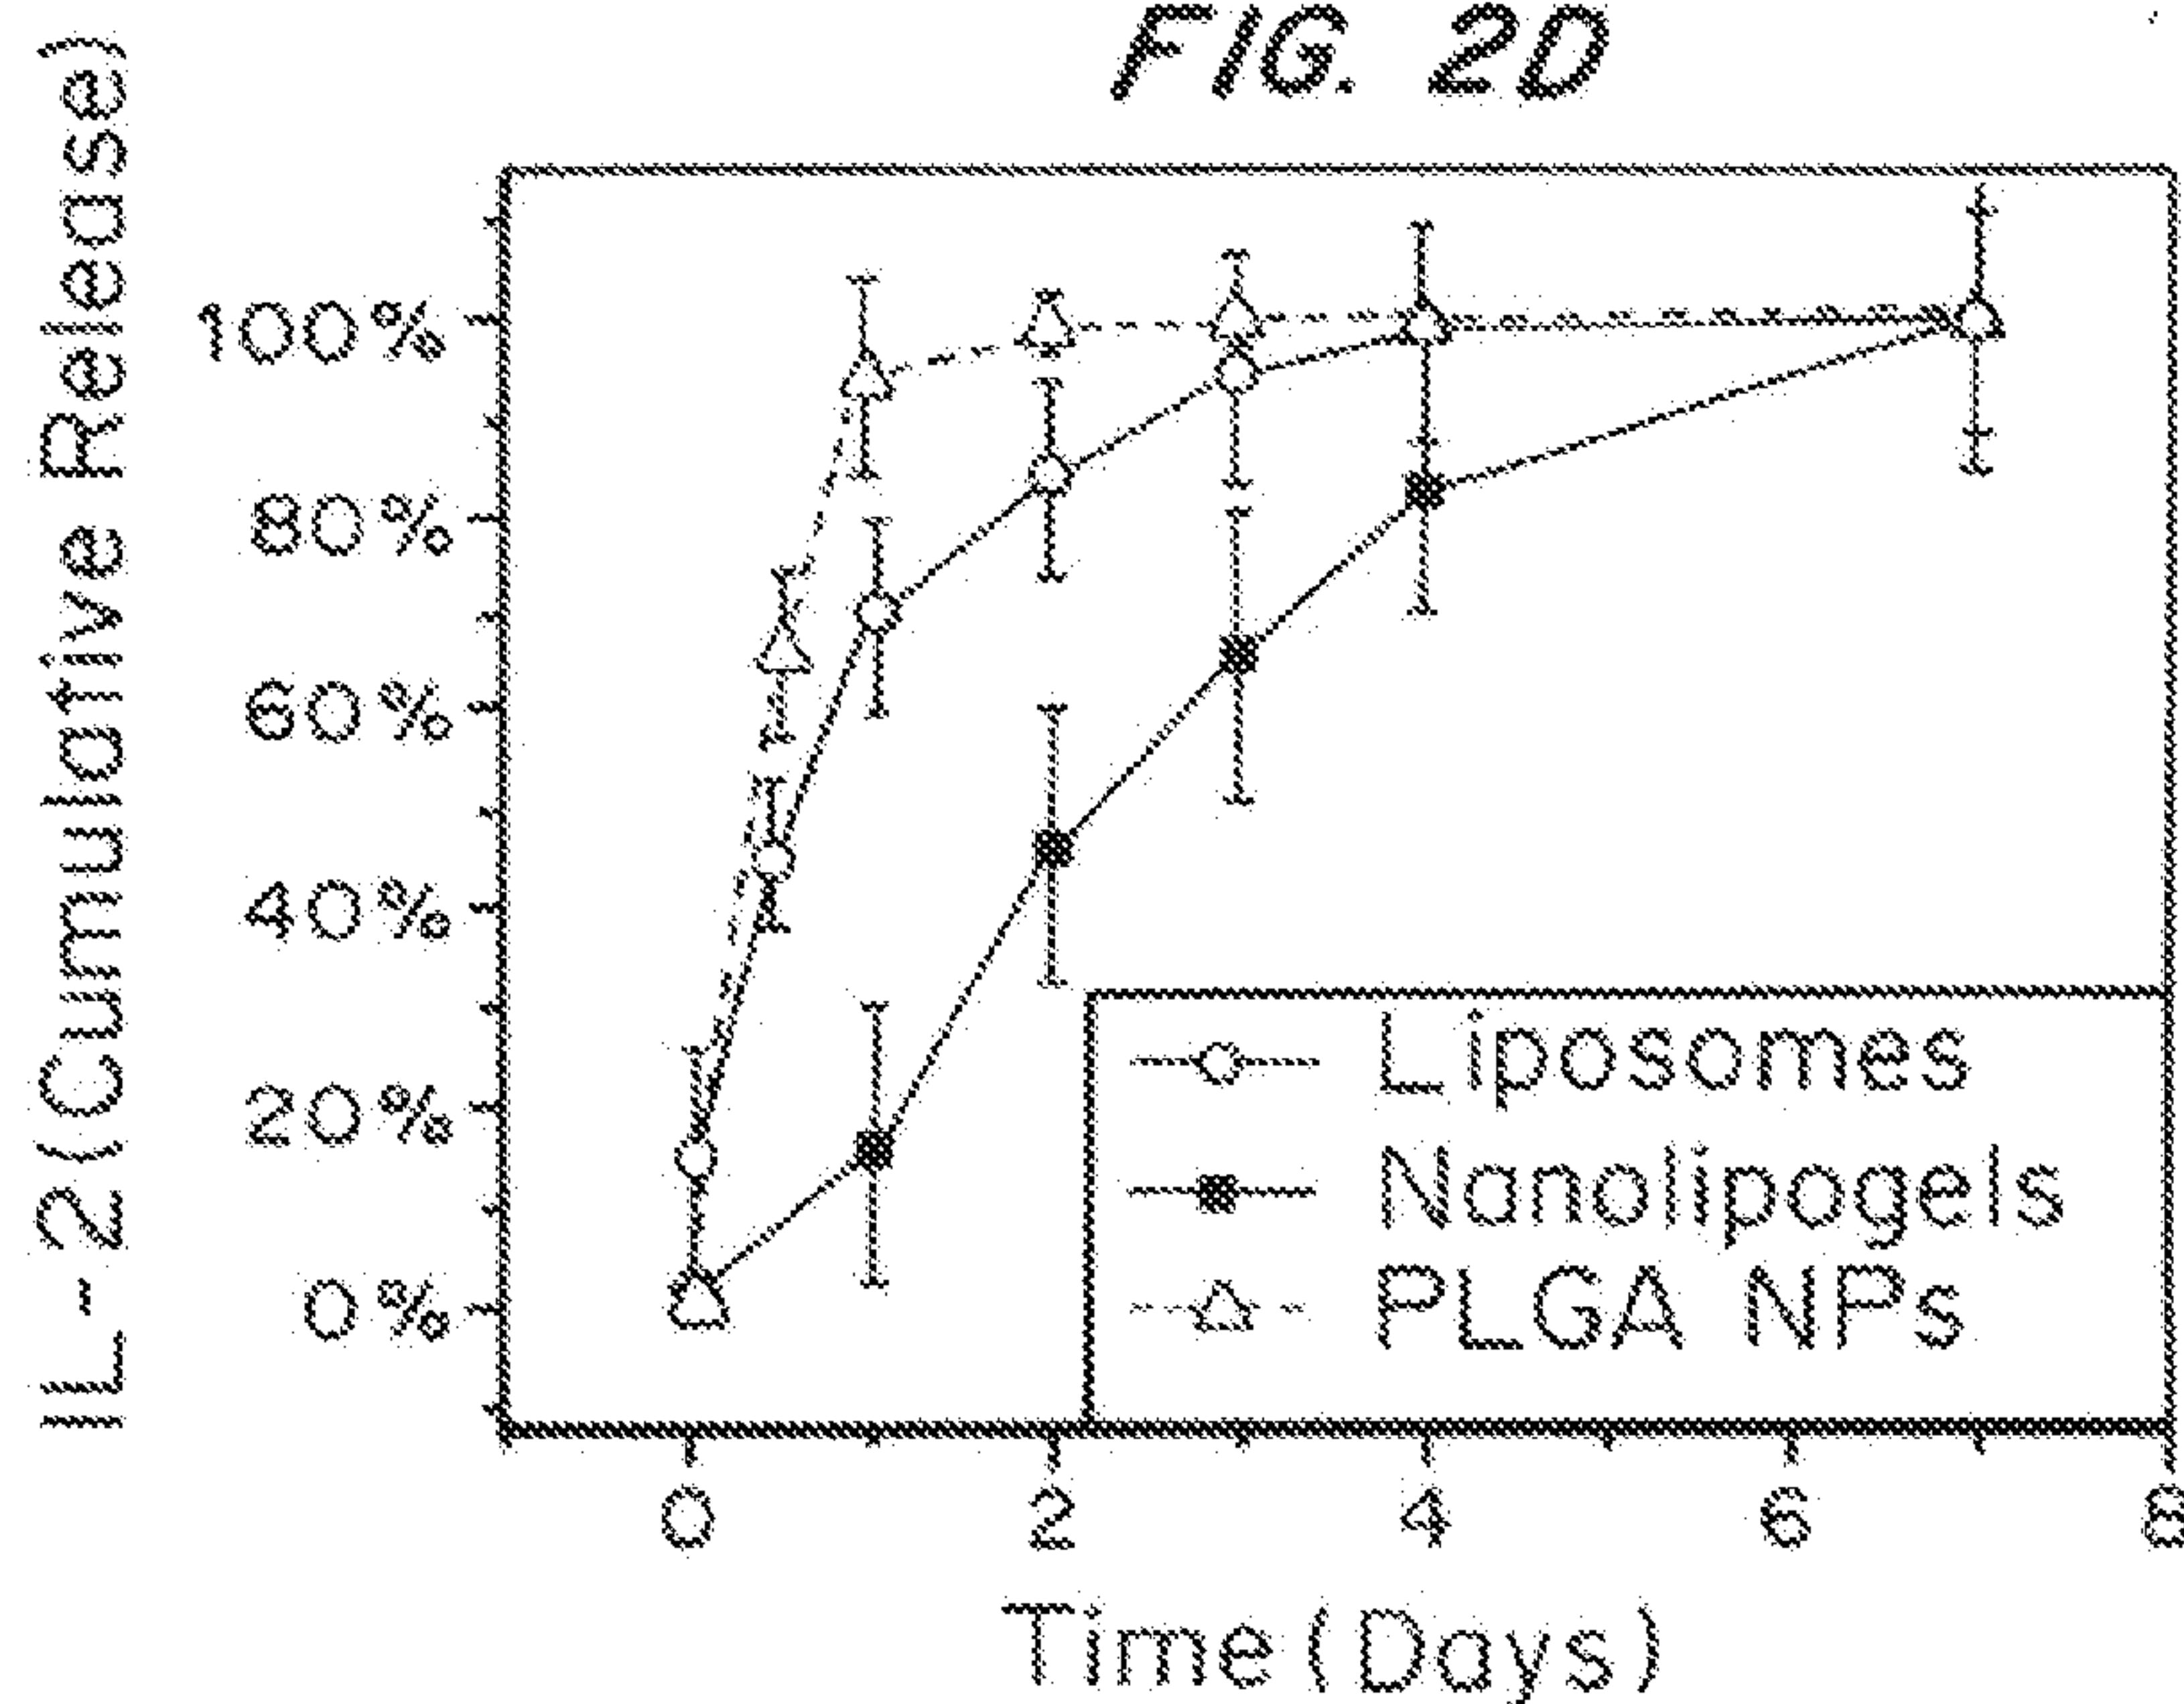 FIG. 2D
IL-2(Cumulative Release)
100%
80%
60%
40%
20%
0%
Liposomes
Nanolipogels
PLGA NPs
0 2 4 6 8
Time(Days)